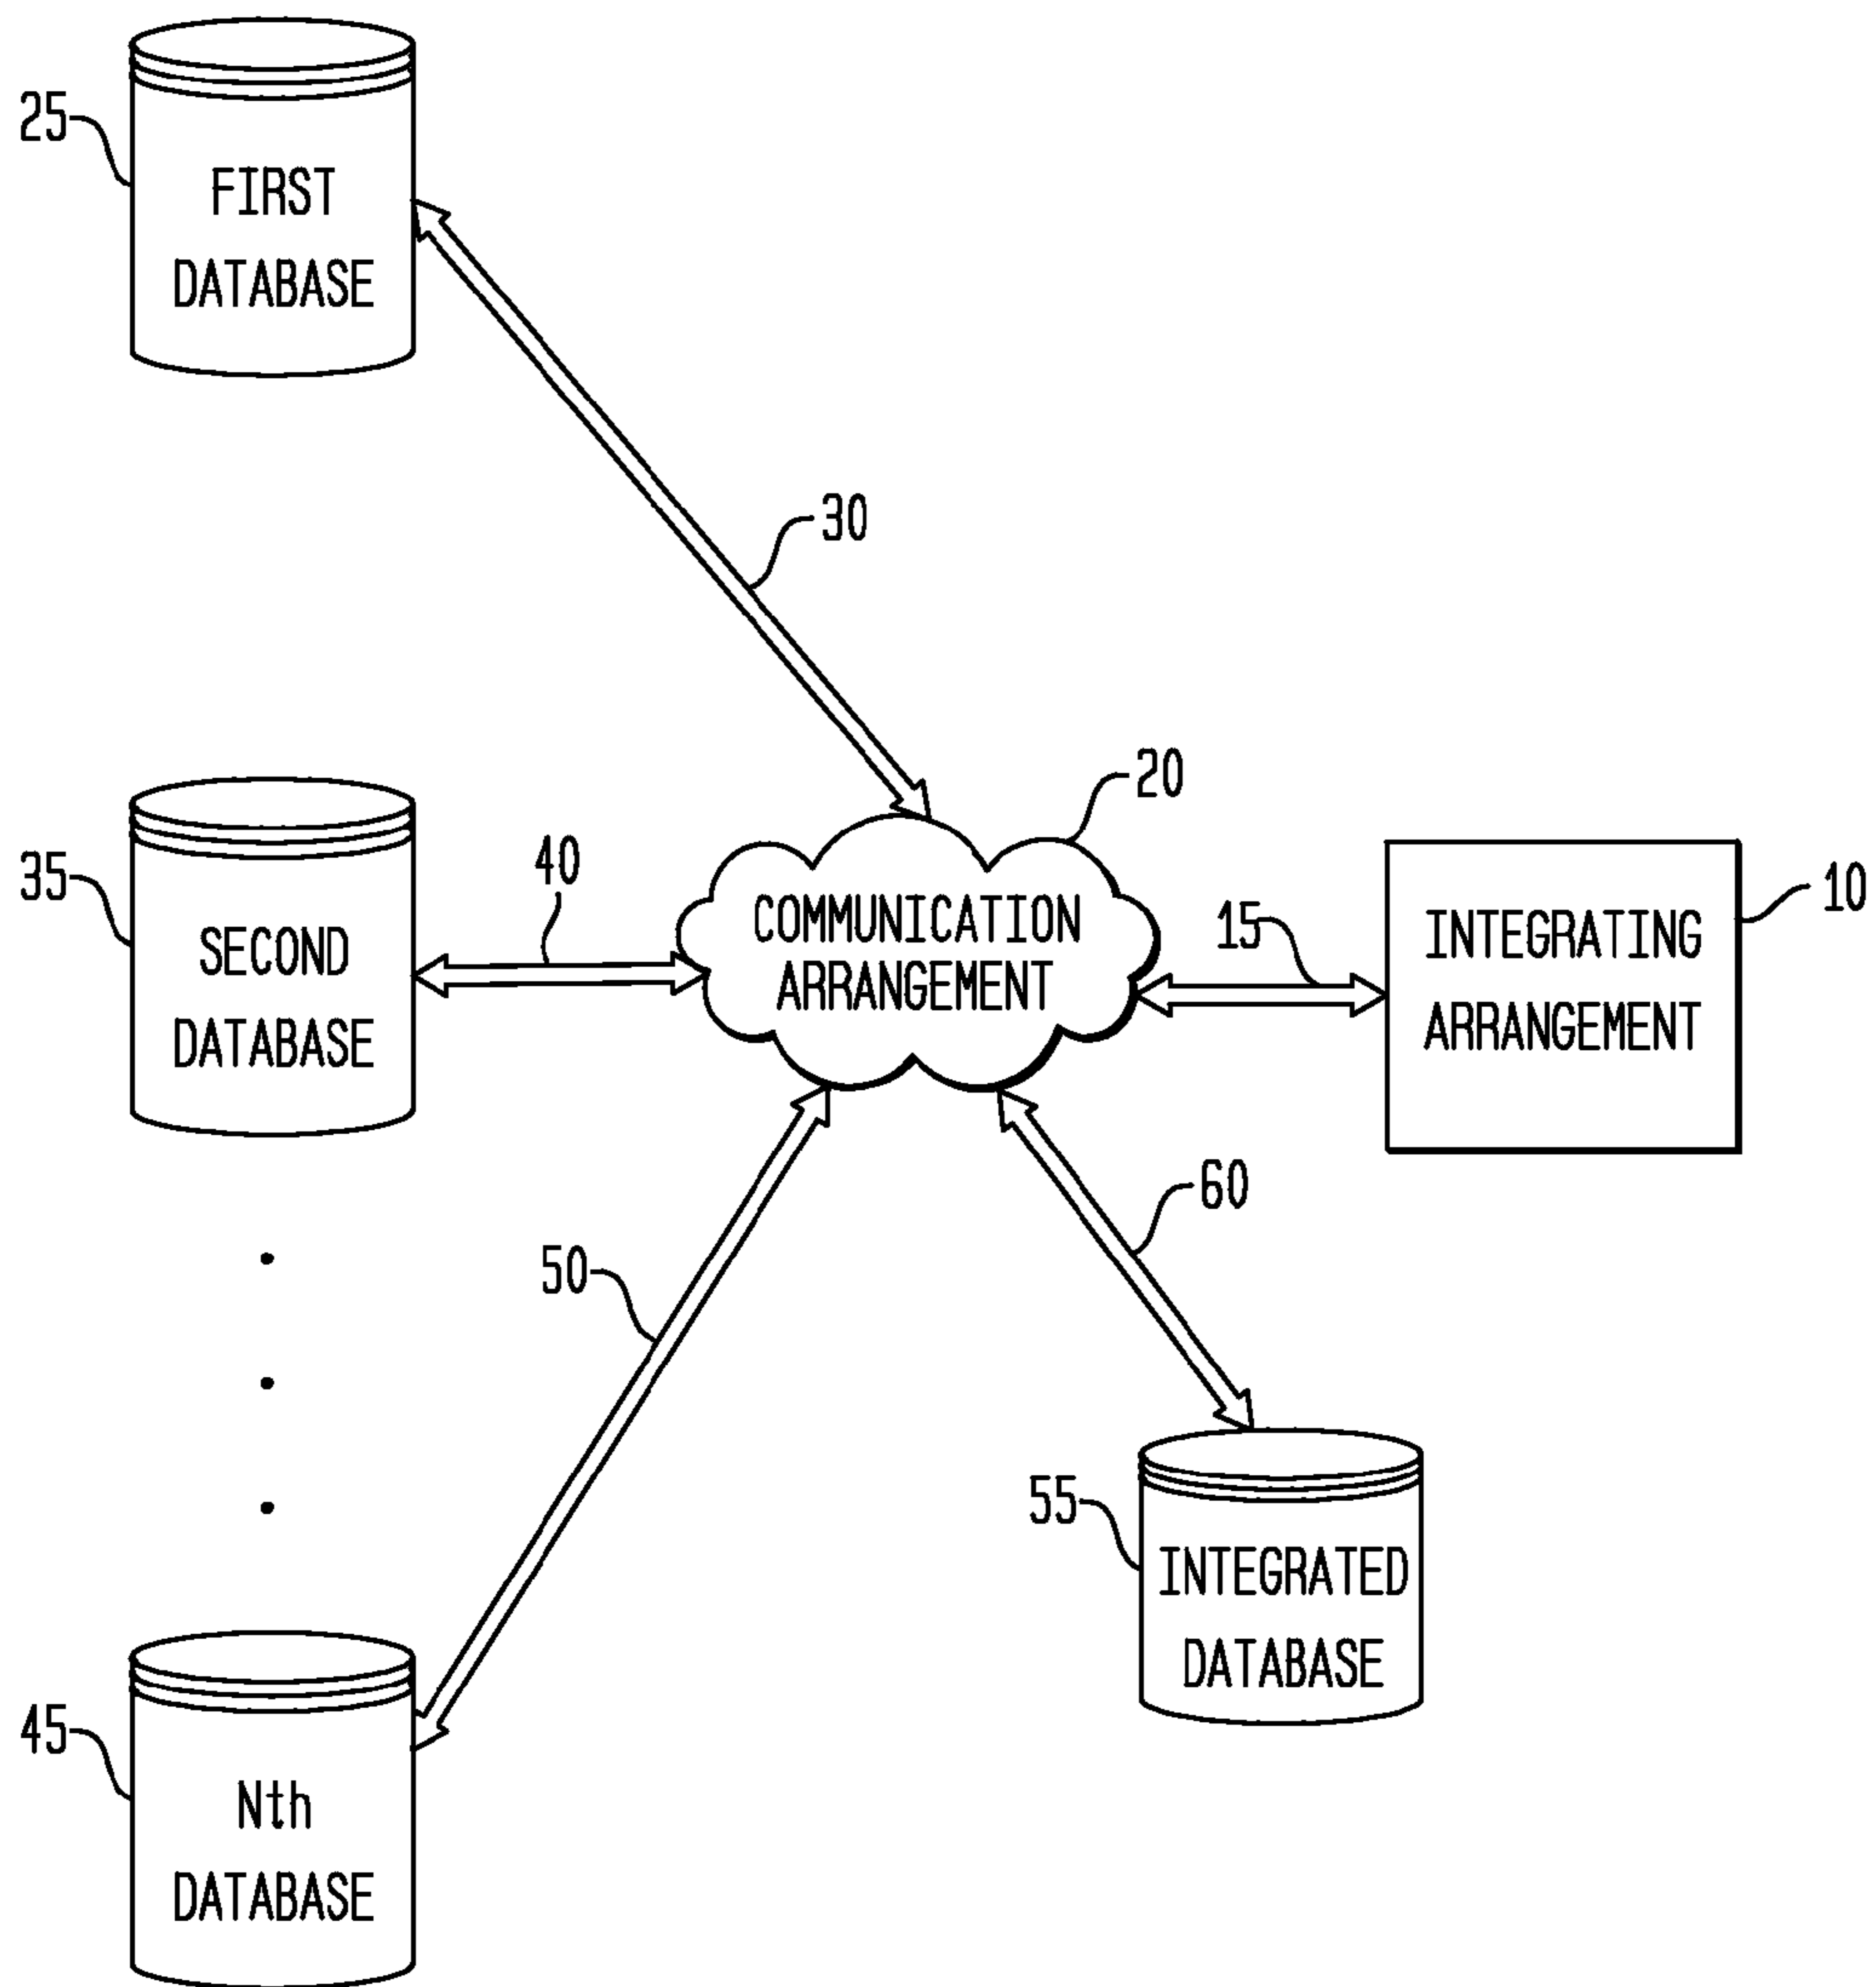 25
FIRST
DATABASE
30
20
35
SECOND
DATABASE
40
COMMUNICATION
ARRANGEMENT
15
10
INTEGRATING
ARRANGEMENT
50
60
55
INTEGRATED
DATABASE
45
Nth
DATABASE